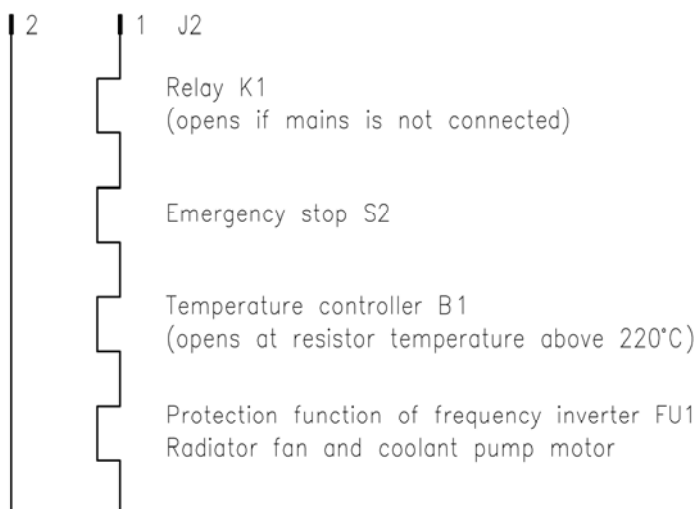 2 1 J2
Relay K1
(opens if mains is not connected)
Emergency stop S2
Temperature controller B1
(opens at resistor temperature above 220°C)
Protection function of frequency inverter FU1
Radiator fan and coolant pump motor